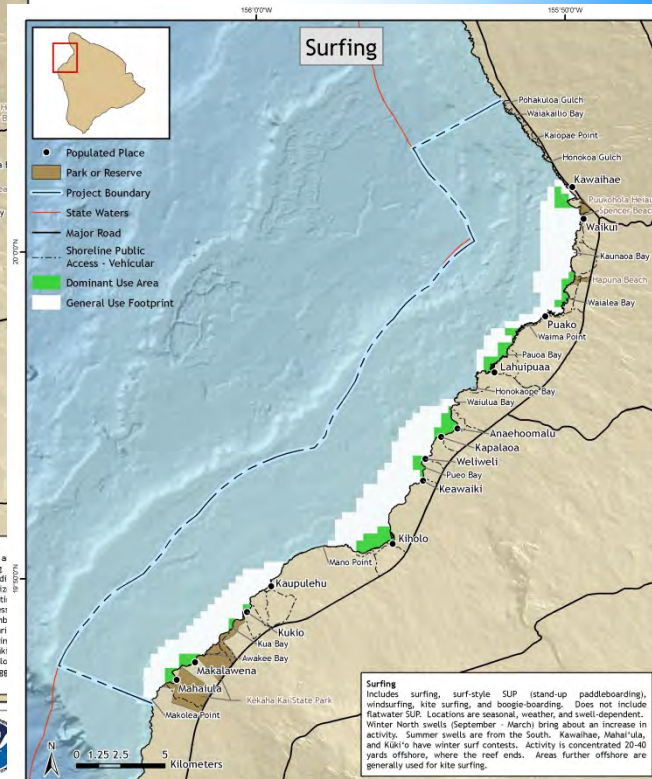 Surfing
156°0'0"W
155°50'0"W
20°0'0"N
19°50'0"N
Populated Place
Park or Reserve
Project Boundary
State Waters
Major Road
Shoreline Public
Access - Vehicular
Dominant Use Area
General Use Footprint
Pohakuloa Gulch
Waiakailio Bay
Kaiopae Point
Honokoa Gulch
Kawaihae
Puukohola Heiau
Spencer Beach
Waikui
Kaunaoa Bay
Hapuna Beach
Waialea Bay
Puako
Waima Point
Pauoa Bay
Lahuipuaa
Honokaope Bay
Waiulua Bay
Anaehoomalu
Kapalaoa
Weliweli
Pueo Bay
Keawaiki
Kiholo
Mano Point
Kaupulehu
Kukio
Kua Bay
Awakee Bay
Makalawena
Mahaiula
Kekaha Kai State Park
Makolea Point
N
0 1.25 2.5 5
Kilometers
Surfing
Includes surfing, surf-style SUP (stand-up paddleboarding),
windsurfing, kite surfing, and boogie-boarding. Does not include
flatwater SUP. Locations are seasonal, weather, and swell-dependent.
Winter North swells (September - March) bring about an increase in
activity. Summer swells are from the South. Kawaihae, Mahai'ula,
and Kūki'o have winter surf contests. Activity is concentrated 20-40
yards offshore, where the reef ends. Areas further offshore are
generally used for kite surfing.